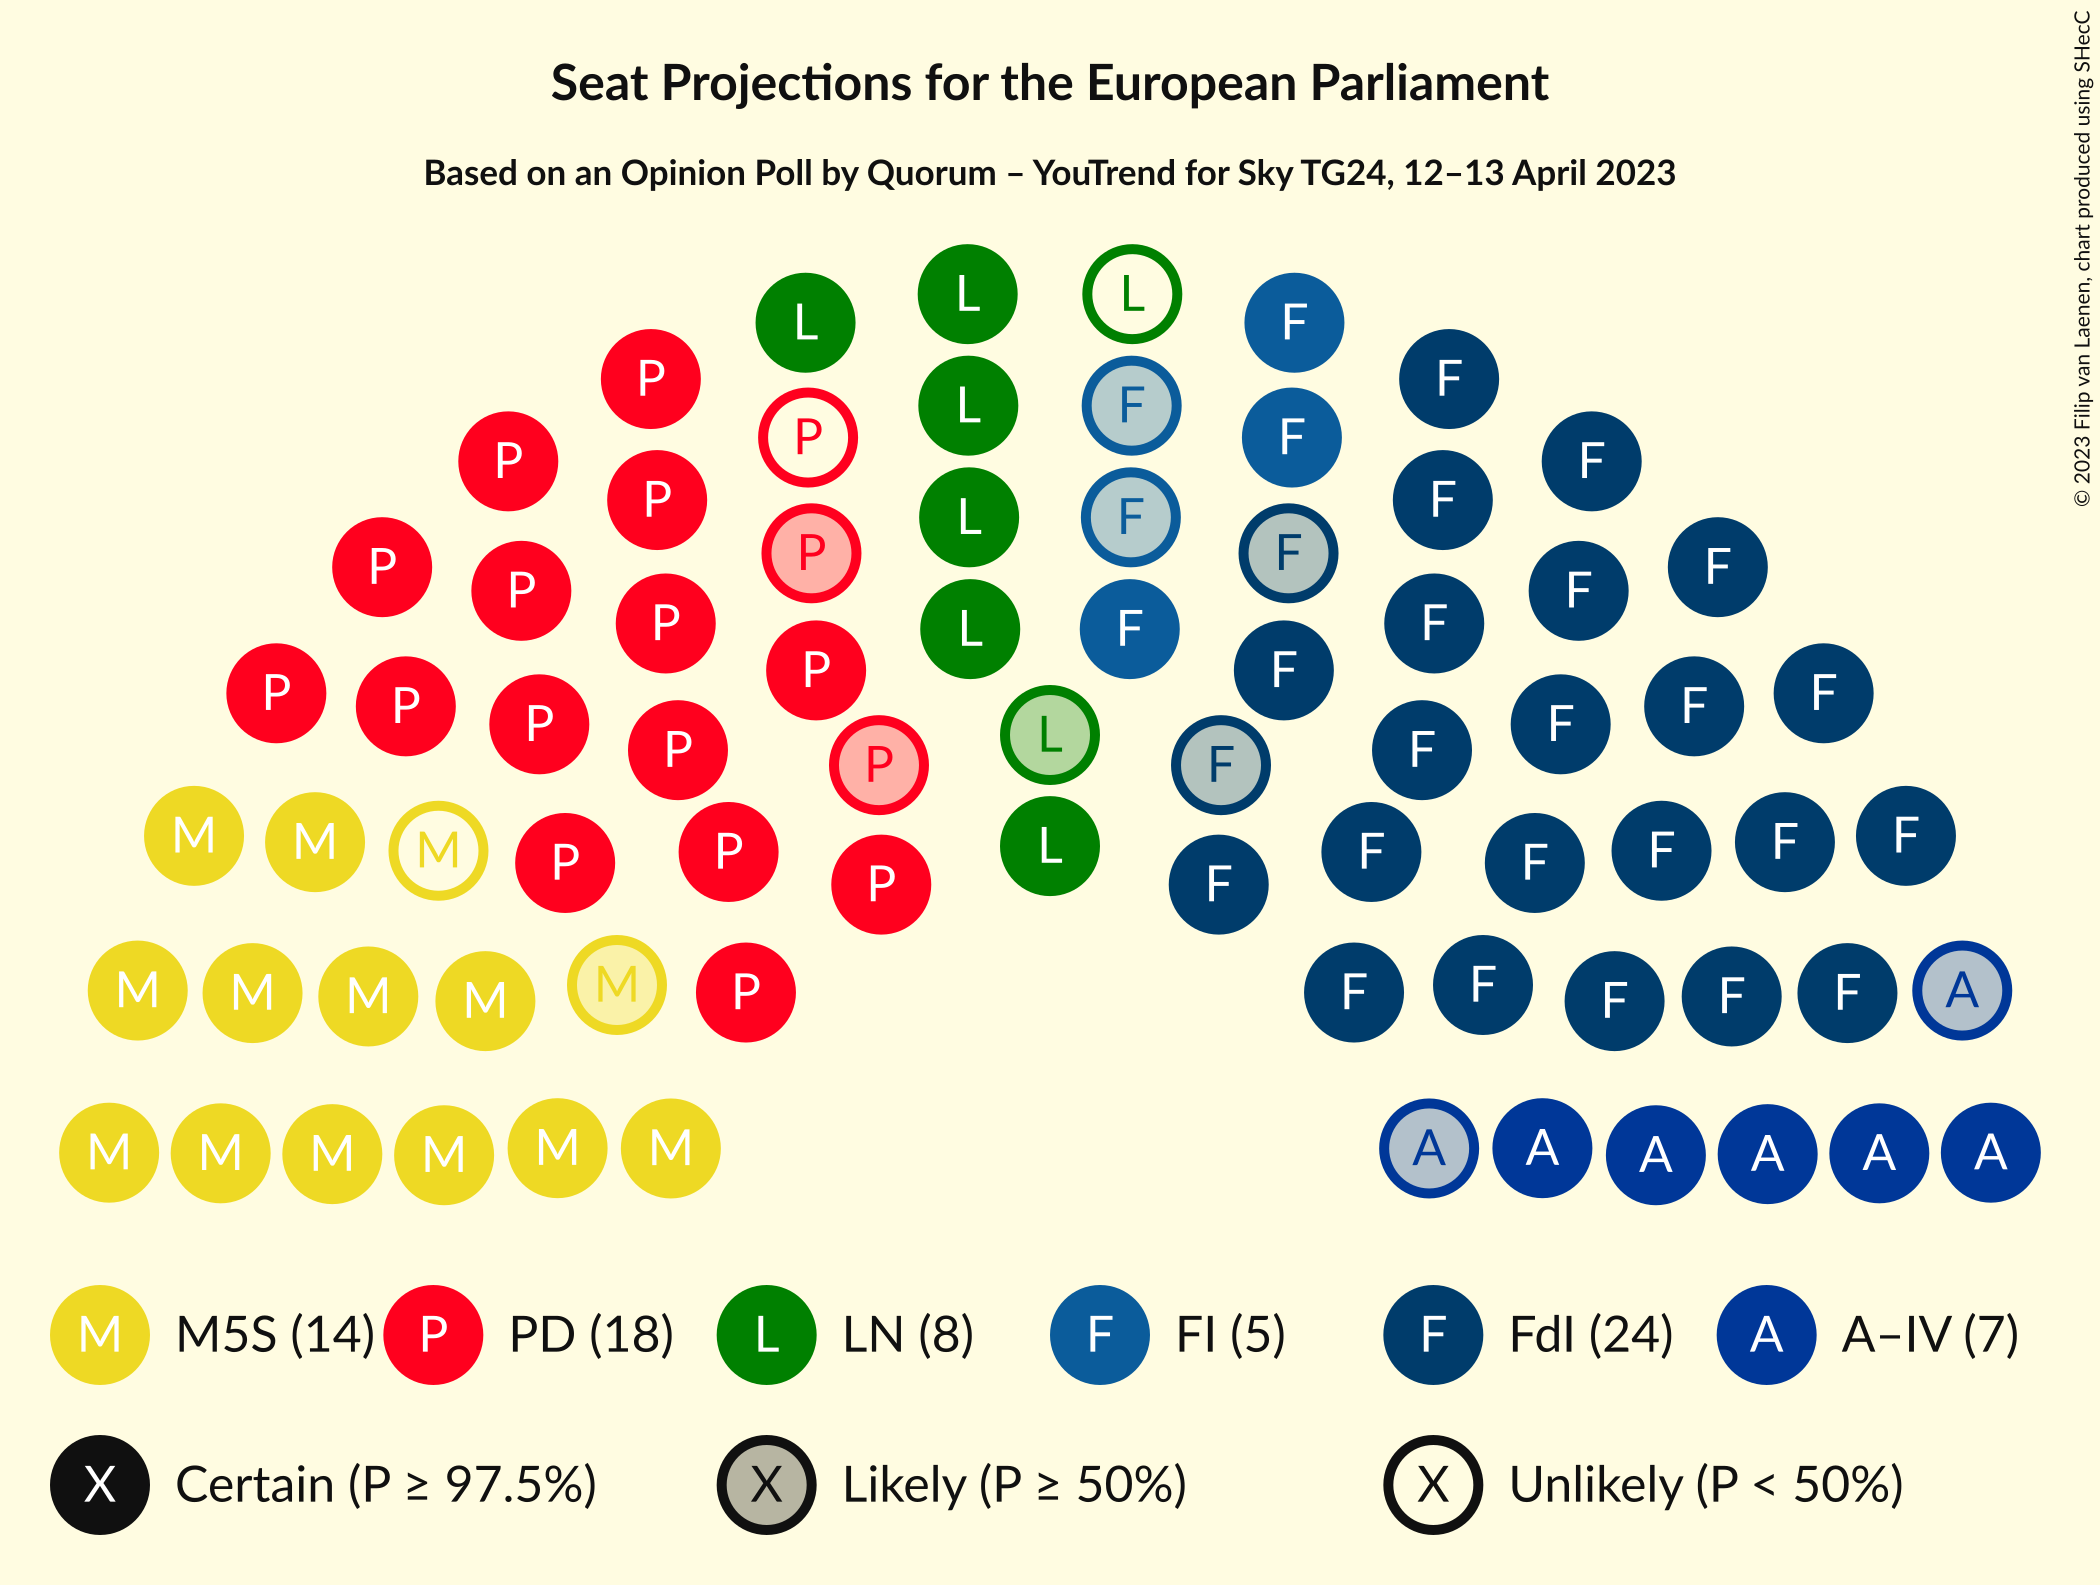 Seat Projections for the European Parliament
Based on an Opinion Poll by Quorum – YouTrend for Sky TG24, 12–13 April 2023
© 2023 Filip van Laenen, chart produced using SHecC
L L
L F
P F
L F
P F
P L F F
P P F F
P L F F
P P F F
P P F F
P L F F
P P F F
P P P F F F
P P F F
L
P F
M M M P P P L F F F F F F
M M M M M P F F F F F A
M M M M M M A A A A A A
M M5S (14) P PD (18) L LN (8) F FI (5) F FdI (24) A A–IV (7)
X Certain (P ≥ 97.5%) X Likely (P ≥ 50%) X Unlikely (P < 50%)